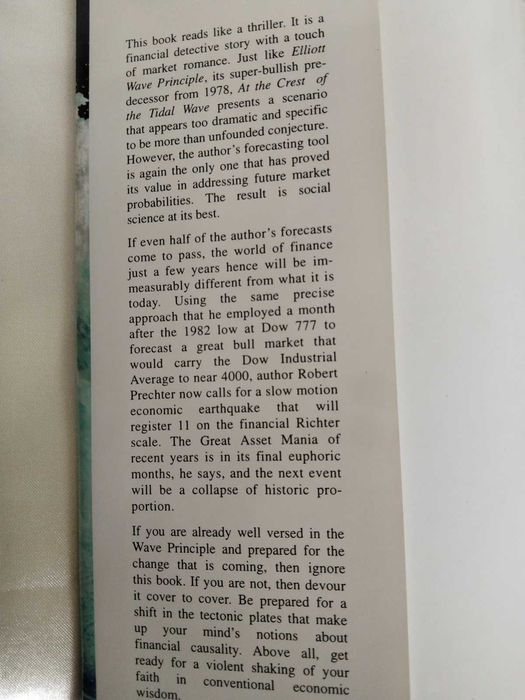 This book reads like a thriller. It is a
financial detective story with a touch
of market romance. Just like Elliott
Wave Principle, its super-bullish pre-
decessor from 1978, At the Crest of
the Tidal Wave presents a scenario
that appears too dramatic and specific
to be more than unfounded conjecture.
However, the author's forecasting tool
is again the only one that has proved
its value in addressing future market
probabilities. The result is social
science at its best.
If even half of the author's forecasts
come to pass, the world of finance
just a few years hence will be im-
measurably different from what it is
today. Using the same precise
approach that he employed a month
after the 1982 low at Dow 777 to
forecast a great bull market that
would carry the Dow Industrial
Average to near 4000, author Robert
Prechter now calls for a slow motion
economic earthquake that will
register 11 on the financial Richter
scale. The Great Asset Mania of
recent years is in its final euphoric
months, he says, and the next event
will be a collapse of historic pro-
portion.
If you are already well versed in the
Wave Principle and prepared for the
change that is coming, then ignore
this book. If you are not, then devour
it cover to cover. Be prepared for a
shift in the tectonic plates that make
up your mind's notions about
financial causality. Above all, get
ready for a violent shaking of your
faith in conventional economic
wisdom.